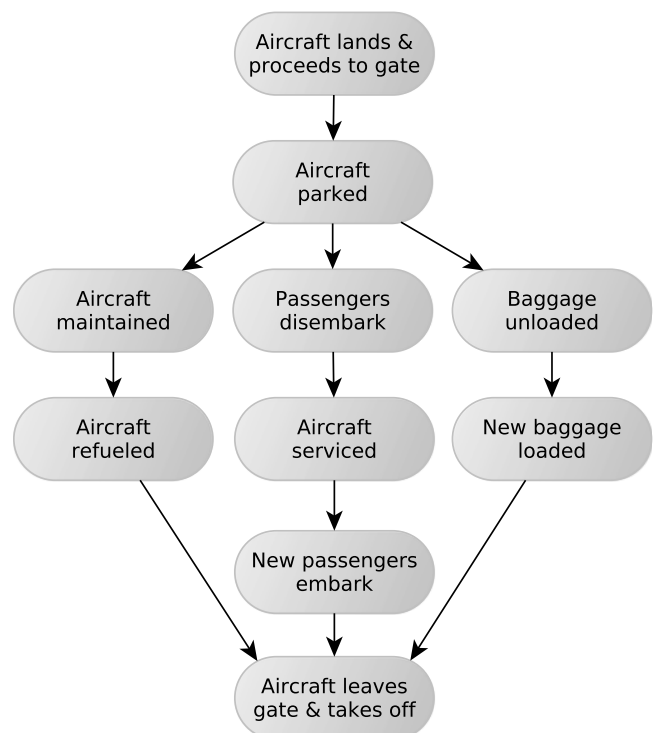 Aircraft lands &
proceeds to gate
Aircraft
parked
Aircraft
maintained
Passengers
disembark
Baggage
unloaded
Aircraft
refueled
Aircraft
serviced
New baggage
loaded
New passengers
embark
Aircraft leaves
gate & takes off